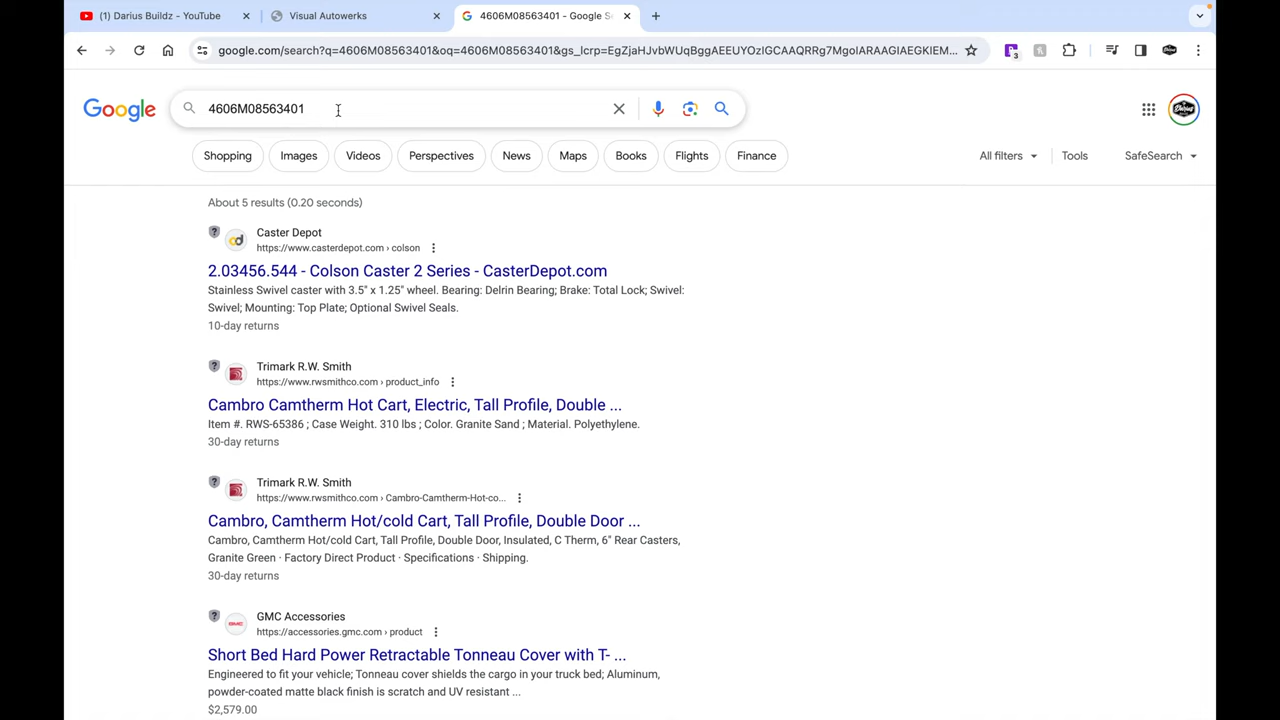 (1) Darius Buildz - YouTube
Visual Autowerks
4606M08563401 - Google S
google.com/search?q=4606M08563401&oq=4606M08563401&gs_lcrp=EgZjaHJvbWUqBggAEEUYOzIGCAAQRRg7MgoIARAAGIAEGKIEM...
3
Google
4606M08563401
Shopping
Images
Videos
Perspectives
News
Maps
Books
Flights
Finance
All filters
Tools
SafeSearch
About 5 results (0.20 seconds)
Caster Depot
https://www.casterdepot.com › colson
2.03456.544 - Colson Caster 2 Series - CasterDepot.com
Stainless Swivel caster with 3.5" x 1.25" wheel. Bearing: Delrin Bearing; Brake: Total Lock; Swivel:
Swivel; Mounting: Top Plate; Optional Swivel Seals.
10-day returns
Trimark R.W. Smith
https://www.rwsmithco.com › product_info
Cambro Camtherm Hot Cart, Electric, Tall Profile, Double ...
Item #. RWS-65386 ; Case Weight. 310 lbs ; Color. Granite Sand ; Material. Polyethylene.
30-day returns
Trimark R.W. Smith
https://www.rwsmithco.com › Cambro-Camtherm-Hot-co...
Cambro, Camtherm Hot/cold Cart, Tall Profile, Double Door ...
Cambro, Camtherm Hot/cold Cart, Tall Profile, Double Door, Insulated, C Therm, 6" Rear Casters,
Granite Green · Factory Direct Product · Specifications · Shipping.
30-day returns
GMC Accessories
https://accessories.gmc.com › product
Short Bed Hard Power Retractable Tonneau Cover with T- ...
Engineered to fit your vehicle; Tonneau cover shields the cargo in your truck bed; Aluminum,
powder-coated matte black finish is scratch and UV resistant ...
$2,579.00